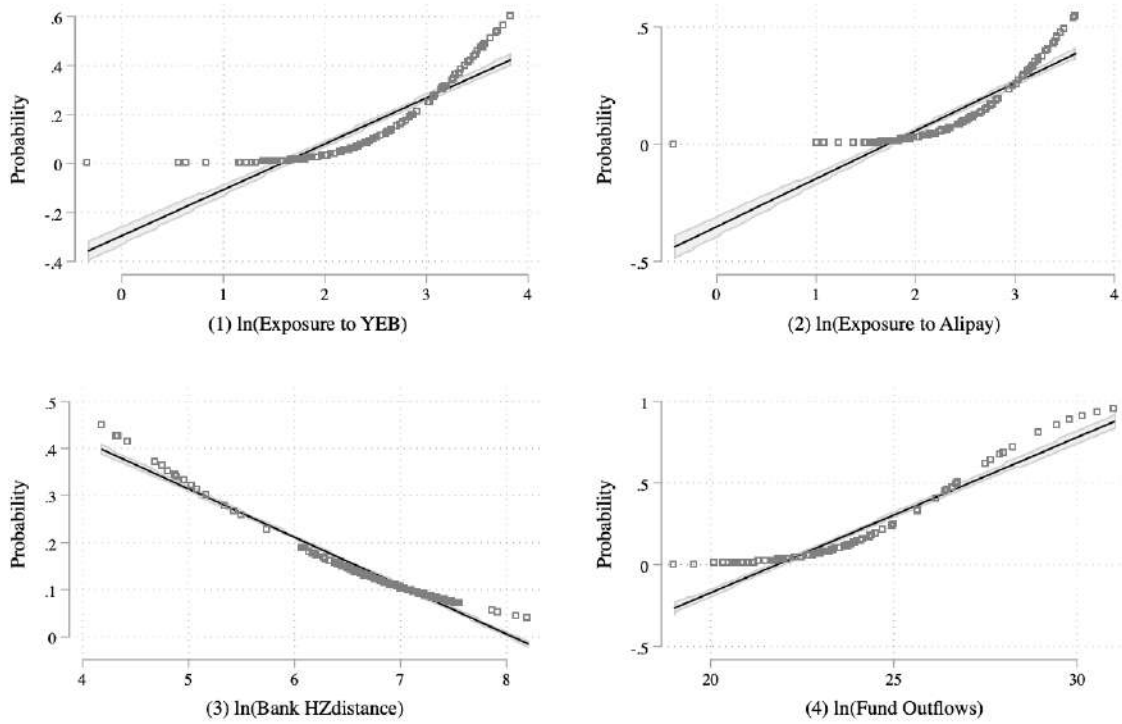 .6
.4
.2
0
-.2
-.4
Probability
0 1 2 3 4
(1) ln(Exposure to YEB)
.5
0
-.5
Probability
0 1 2 3 4
(2) ln(Exposure to Alipay)
.5
.4
.3
.2
.1
0
Probability
4 5 6 7 8
(3) ln(Bank HZdistance)
1
.5
0
-.5
Probability
20 25 30
(4) ln(Fund Outflows)